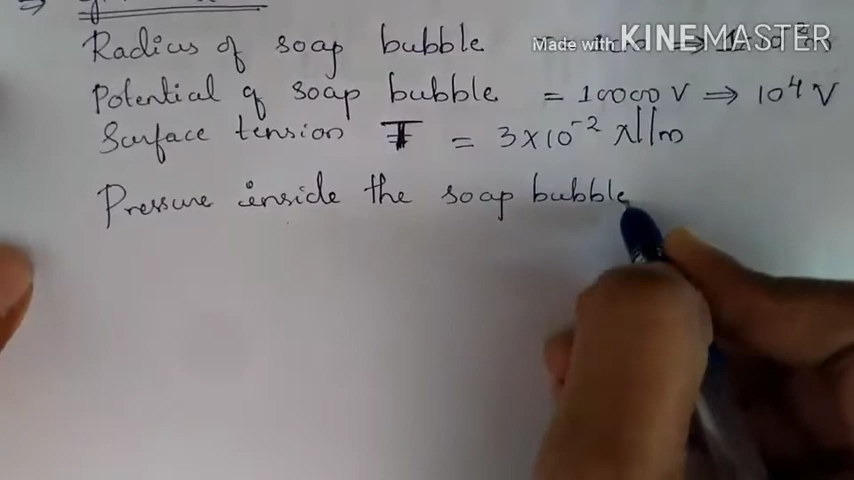 Radius of soap bubble
Made with KINEMASTER
Potential of soap bubble = 10000 V ⇒ 10⁴ V
Surface tension T = 3×10⁻² N/m
Pressure inside the soap bubble